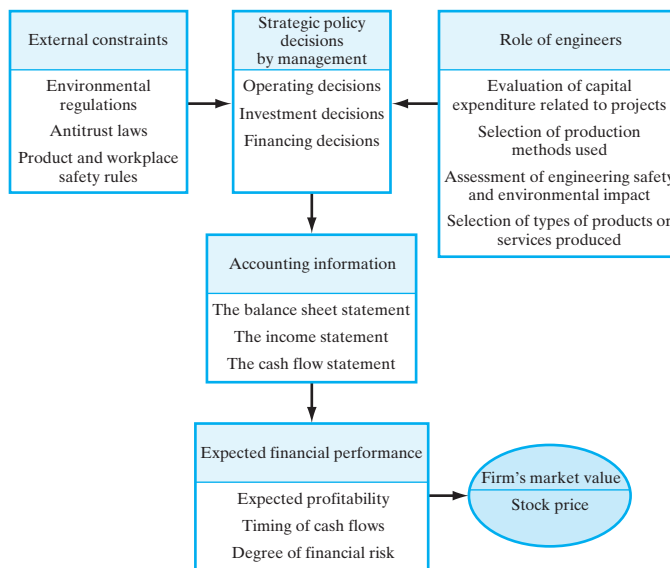 External constraints
Environmental
regulations
Antitrust laws
Product and workplace
safety rules
Strategic policy
decisions
by management
Operating decisions
Investment decisions
Financing decisions
Role of engineers
Evaluation of capital
expenditure related to projects
Selection of production
methods used
Assessment of engineering safety
and environmental impact
Selection of types of products or
services produced
Accounting information
The balance sheet statement
The income statement
The cash flow statement
Expected financial performance
Expected profitability
Timing of cash flows
Degree of financial risk
Firm's market value
Stock price